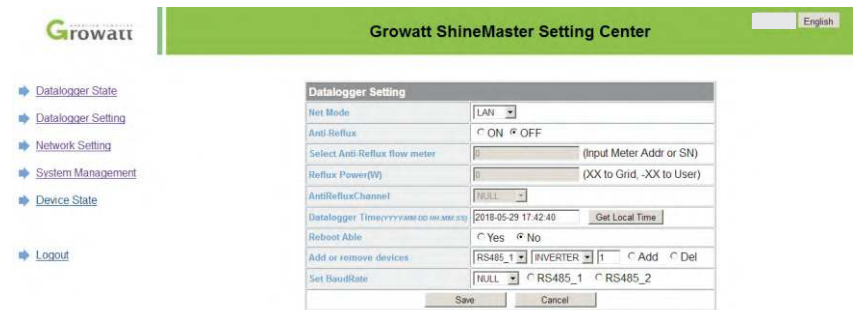 Growatt
Growatt ShineMaster Setting Center
English
Datalogger State
Datalogger Setting
Network Setting
System Management
Device State
Logout
Datalogger Setting
Net Mode LAN
Anti-Reflux ON OFF
Select Anti-Reflux flow meter 0 (Input Meter Addr or SN)
Reflux Power(W) 0 (XX to Grid, -XX to User)
AntiRefluxChannel NULL
Datalogger Time(YYYY-MM-DD HH:MM:SS) 2018-05-29 17:42:40 Get Local Time
Reboot Able Yes No
Add or remove devices RS485_1 INVERTER 1 Add Del
Set BaudRate NULL RS485_1 RS485_2
Save Cancel